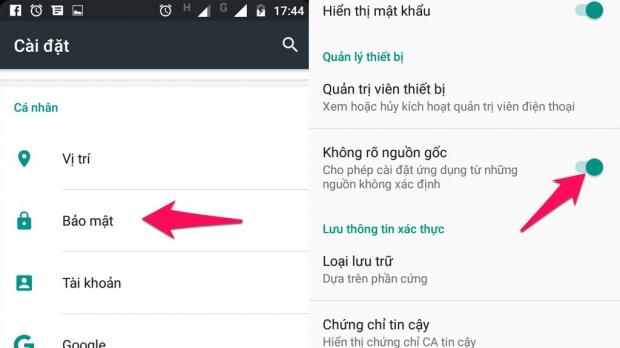 H G 17:44
Cài đặt
Cá nhân
Vị trí
Bảo mật
Tài khoản
Google
Hiển thị mật khẩu
Quản lý thiết bị
Quản trị viên thiết bị
Xem hoặc hủy kích hoạt quản trị viên điện thoại
Không rõ nguồn gốc
Cho phép cài đặt ứng dụng từ những
nguồn không xác định
Lưu thông tin xác thực
Loại lưu trữ
Dựa trên phần cứng
Chứng chỉ tin cậy
Hiển thị chứng chỉ CA tin cậy